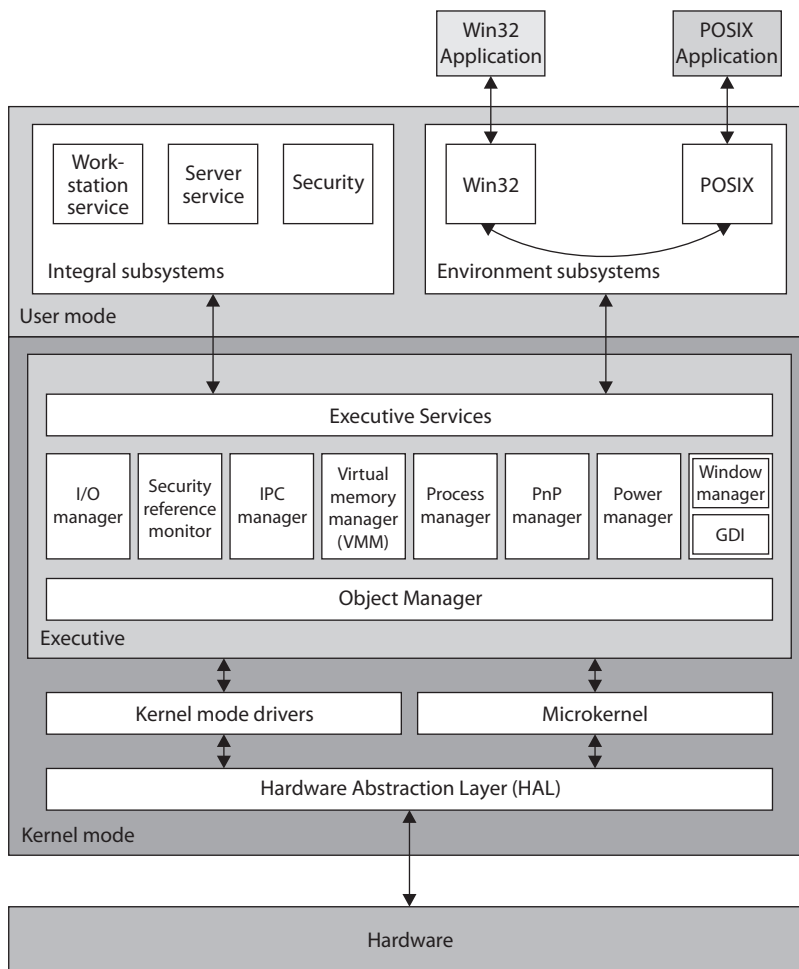 Win32
Application
POSIX
Application
Work-
station
service
Server
service
Security
Win32
POSIX
Integral subsystems
Environment subsystems
User mode
Executive Services
I/O
manager
Security
reference
monitor
IPC
manager
Virtual
memory
manager
(VMM)
Process
manager
PnP
manager
Power
manager
Window
manager
GDI
Object Manager
Executive
Kernel mode drivers
Microkernel
Hardware Abstraction Layer (HAL)
Kernel mode
Hardware